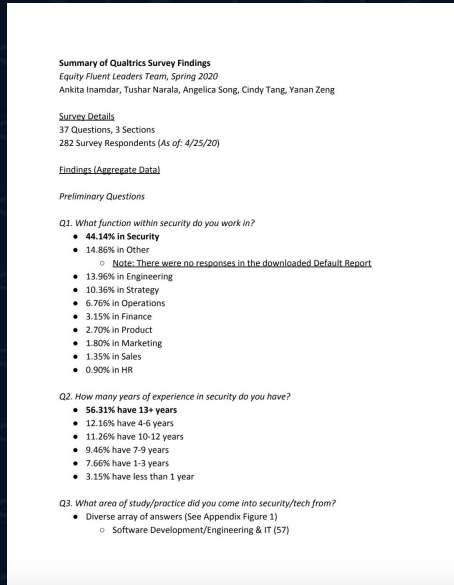 Summary of Qualtrics Survey Findings
Equity Fluent Leaders Team, Spring 2020
Ankita Inamdar, Tushar Narala, Angelica Song, Cindy Tang, Yanan Zeng
Survey Details
37 Questions, 3 Sections
282 Survey Respondents (As of: 4/25/20)
Findings (Aggregate Data)
Preliminary Questions
Q1. What function within security do you work in?
• 44.14% in Security
• 14.86% in Other
○ Note: There were no responses in the downloaded Default Report
• 13.96% in Engineering
• 10.36% in Strategy
• 6.76% in Operations
• 3.15% in Finance
• 2.70% in Product
• 1.80% in Marketing
• 1.35% in Sales
• 0.90% in HR
Q2. How many years of experience in security do you have?
• 56.31% have 13+ years
• 12.16% have 4-6 years
• 11.26% have 10-12 years
• 9.46% have 7-9 years
• 7.66% have 1-3 years
• 3.15% have less than 1 year
Q3. What area of study/practice did you come into security/tech from?
• Diverse array of answers (See Appendix Figure 1)
○ Software Development/Engineering & IT (57)